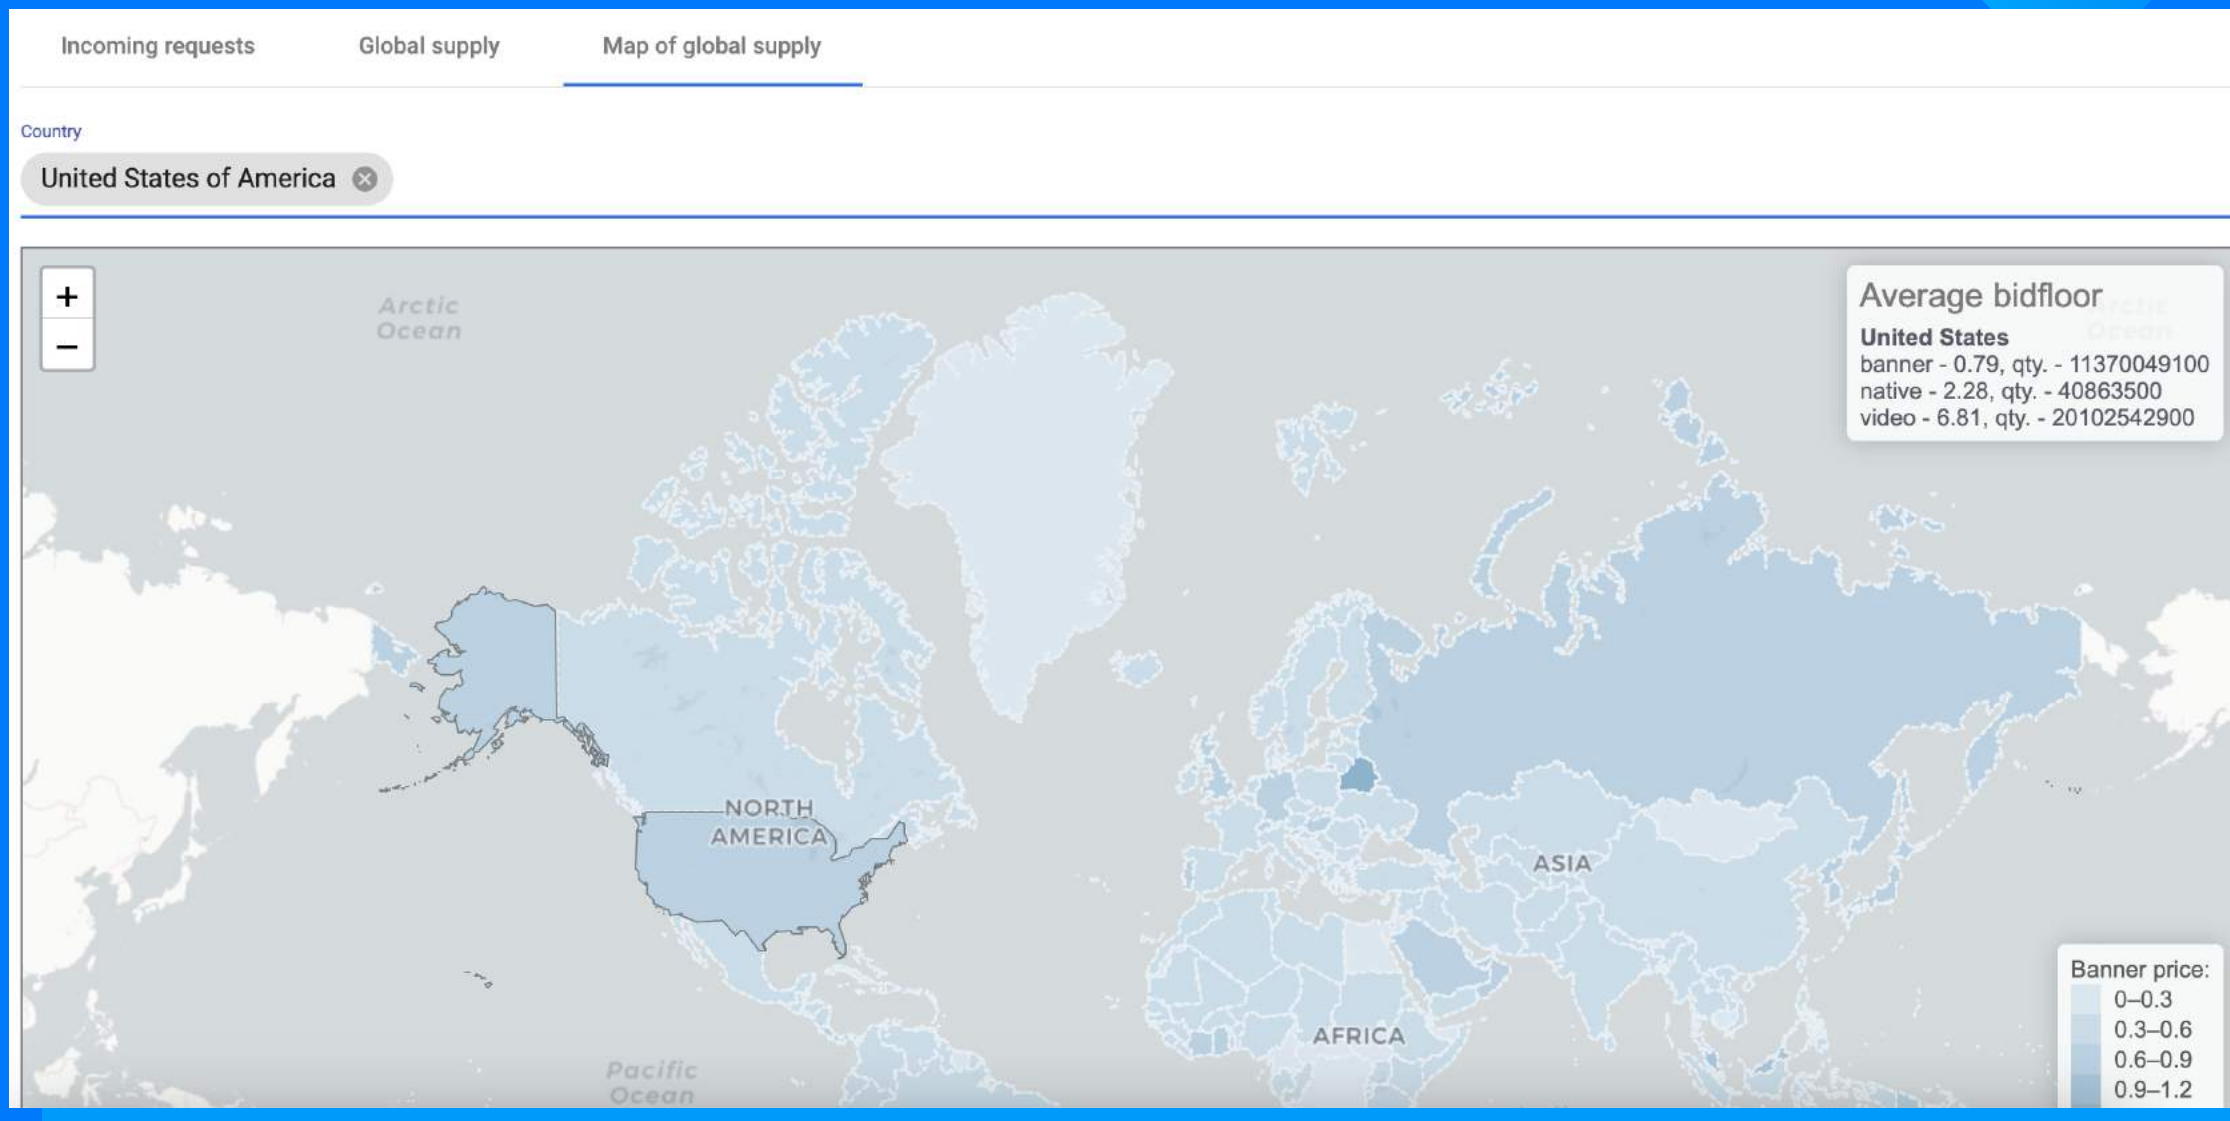 Incoming requests
Global supply
Map of global supply
Country
United States of America
+
−
Arctic
Ocean
Average bidfloor
Arctic
Ocean
United States
banner - 0.79, qty. - 11370049100
native - 2.28, qty. - 40863500
video - 6.81, qty. - 20102542900
NORTH
AMERICA
ASIA
AFRICA
Pacific
Ocean
Banner price:
0–0.3
0.3–0.6
0.6–0.9
0.9–1.2